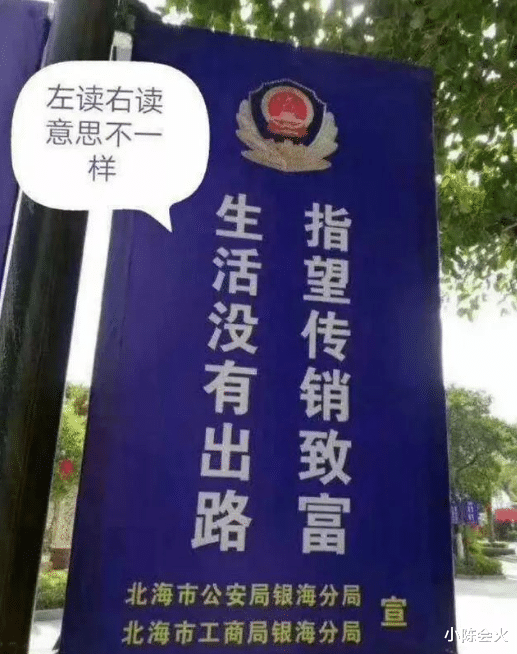 左读右读
意思不一
样
指望传销致富
生活没有出路
北海市公安局银海分局
北海市工商局银海分局
宣
小陈会火